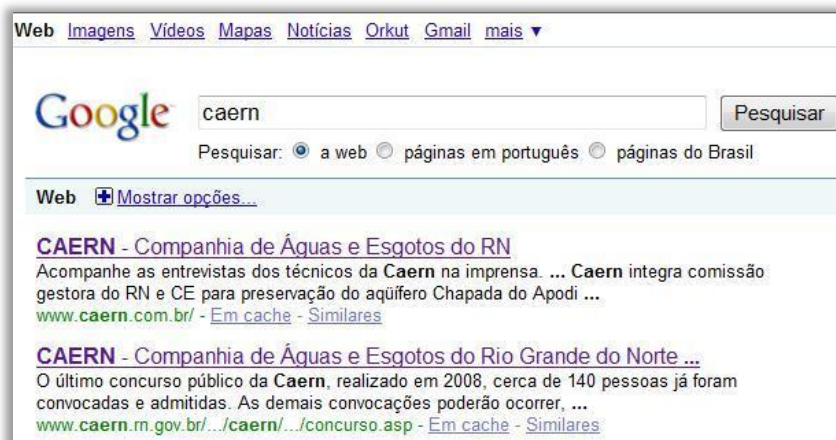 Web Imagens Vídeos Mapas Notícias Orkut Gmail mais ▼
Google caern Pesquisar
Pesquisar: a web páginas em português páginas do Brasil
Web Mostrar opções...
CAERN - Companhia de Águas e Esgotos do RN
Acompanhe as entrevistas dos técnicos da Caern na imprensa. ... Caern integra comissão
gestora do RN e CE para preservação do aqüífero Chapada do Apodi ...
www.caern.com.br/ - Em cache - Similares
CAERN - Companhia de Águas e Esgotos do Rio Grande do Norte ...
O último concurso público da Caern, realizado em 2008, cerca de 140 pessoas já foram
convocadas e admitidas. As demais convocações poderão ocorrer, ...
www.caern.rn.gov.br/.../caern/.../concurso.asp - Em cache - Similares